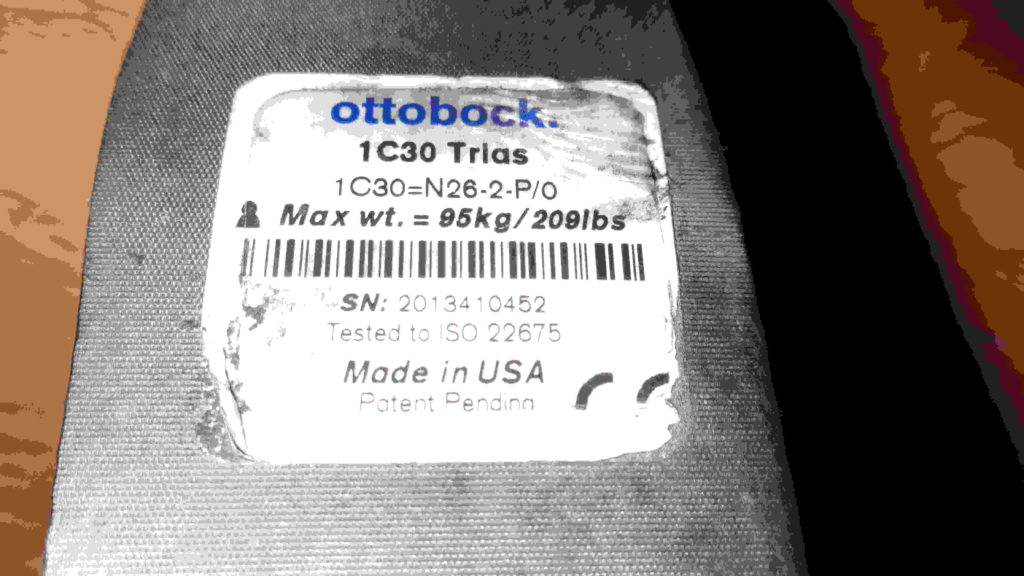 ottobock.
1C30 Trias
1C30=N26-2-P/0
Max wt. = 95kg/209lbs
SN: 2013410452
Tested to ISO 22675
Made in USA
Patent Pending
CE